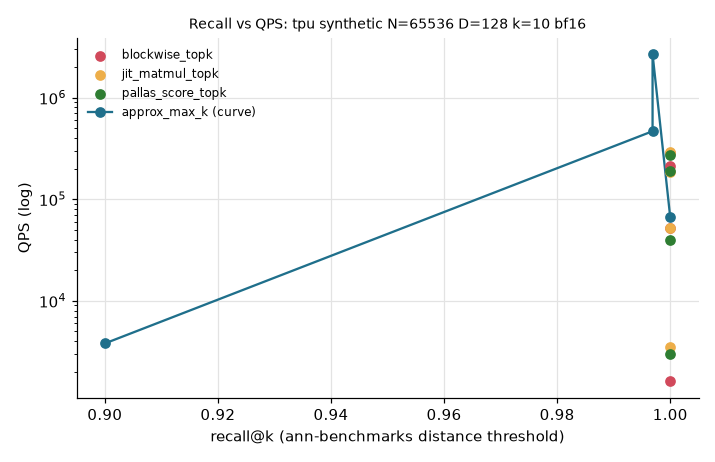 Recall vs QPS: tpu synthetic N=65536 D=128 k=10 bf16
blockwise_topk
jit_matmul_topk
pallas_score_topk
approx_max_k (curve)
QPS (log)
10^6
10^5
10^4
0.90 0.92 0.94 0.96 0.98 1.00
recall@k (ann-benchmarks distance threshold)